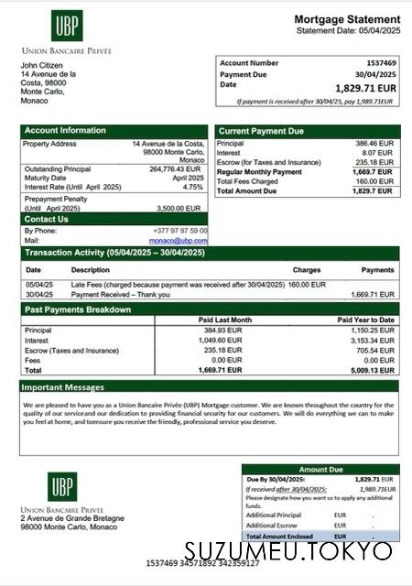 UBP
UNION BANCAIRE PRIVÉE
Mortgage Statement
Statement Date: 05/04/2025
John Citizen
14 Avenue de la
Costa, 98000
Monte Carlo,
Monaco
Account Number 1537469
Payment Due 30/04/2025
Date 1,829.71 EUR
If payment is received after 30/04/25, pay 1,989.71EUR
Account Information
Property Address 14 Avenue de la Costa,
98000 Monte Carlo,
Monaco
Outstanding Principal 264,776.43 EUR
Maturity Date April 2025
Interest Rate (Until April 2025) 4.75%
Prepayment Penalty
(Until April 2025) 3,500.00 EUR
Contact Us
By Phone: +377 97 97 59 00
Mail: monaco@ubp.com
Current Payment Due
Principal 386.46 EUR
Interest 8.07 EUR
Escrow (for Taxes and Insurance) 235.18 EUR
Regular Monthly Payment 1,669.7 EUR
Total Fees Charged 160.00 EUR
Total Amount Due 1,829.7 EUR
Transaction Activity (05/04/2025 – 30/04/2025)
Date Description Charges Payments
05/04/25 Late Fees (charged because payment was received after 30/04/2025) 160.00 EUR
30/04/25 Payment Received – Thank you 1,669.71 EUR
Past Payments Breakdown
Paid Last Month Paid Year to Date
Principal 384.93 EUR 1,150.25 EUR
Interest 1,049.60 EUR 3,153.34 EUR
Escrow (Taxes and Insurance) 235.18 EUR 705.54 EUR
Fees 0.00 EUR 0.00 EUR
Total 1,669.71 EUR 5,009.13 EUR
Important Messages
We are pleased to have you as a Union Bancaire Privée (UBP) Mortgage customer. We are known throughout the country for the
quality of our serviceand our dedication to providing financial security for our customers. We will do everything we can to make
you feel at home, and toensure you receive the friendly, professional service you deserve.
UBP
UNION BANCAIRE PRIVÉE
2 Avenue de Grande Bretagne
98000 Monte Carlo, Monaco
Amount Due
Due By 30/04/2025: 1,829.71 EUR
If received after 30/04/2025: 1,989.71EUR
Please designate how you want us to apply any additional
funds.
Additional Principal EUR .
Additional Escrow EUR .
Total Amount Enclosed EUR .
SUZUMEU.TOKYO
1537469 34571892 342359127